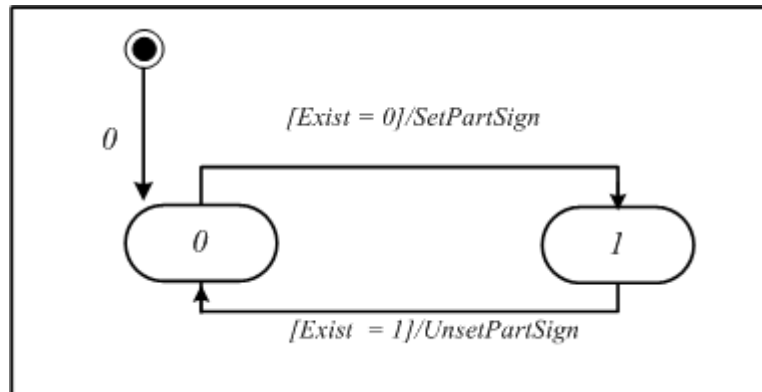 [Exist = 0]/SetPartSign
0
0
1
[Exist = 1]/UnsetPartSign